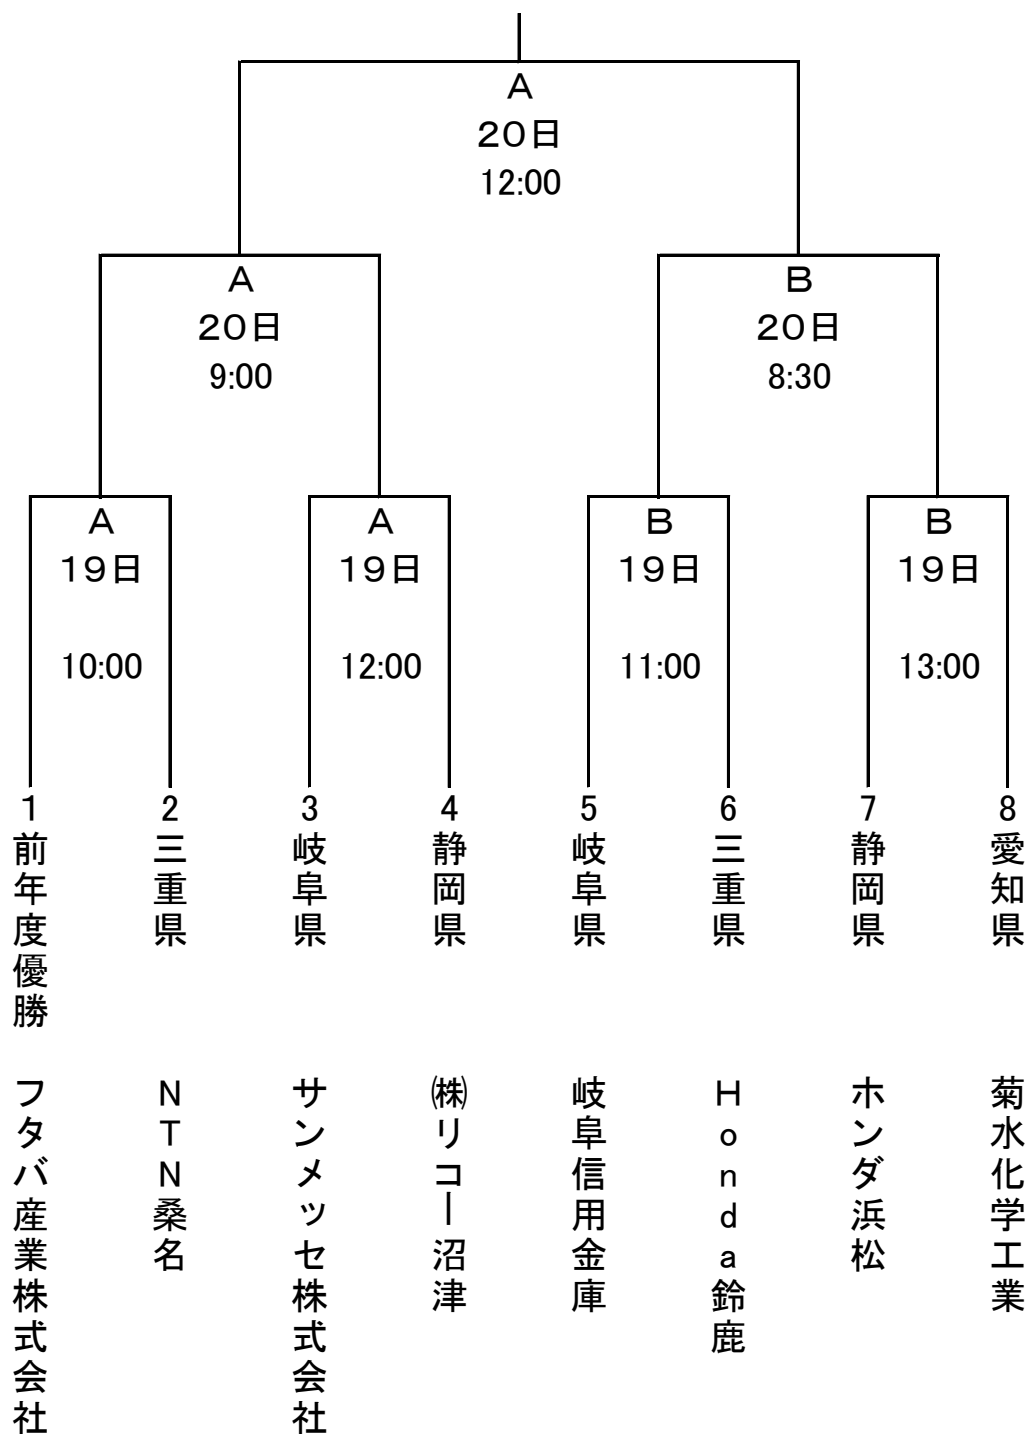 A
20日
12:00
A
20日
9:00
B
20日
8:30
A
19日
10:00
A
19日
12:00
B
19日
11:00
B
19日
13:00
1
前年度優勝
フタバ産業株式会社
2
三重県
NTN桑名
3
岐阜県
サンメッセ株式会社
4
静岡県
㈱リコー沼津
5
岐阜県
岐阜信用金庫
6
三重県
Honda鈴鹿
7
静岡県
ホンダ浜松
8
愛知県
菊水化学工業